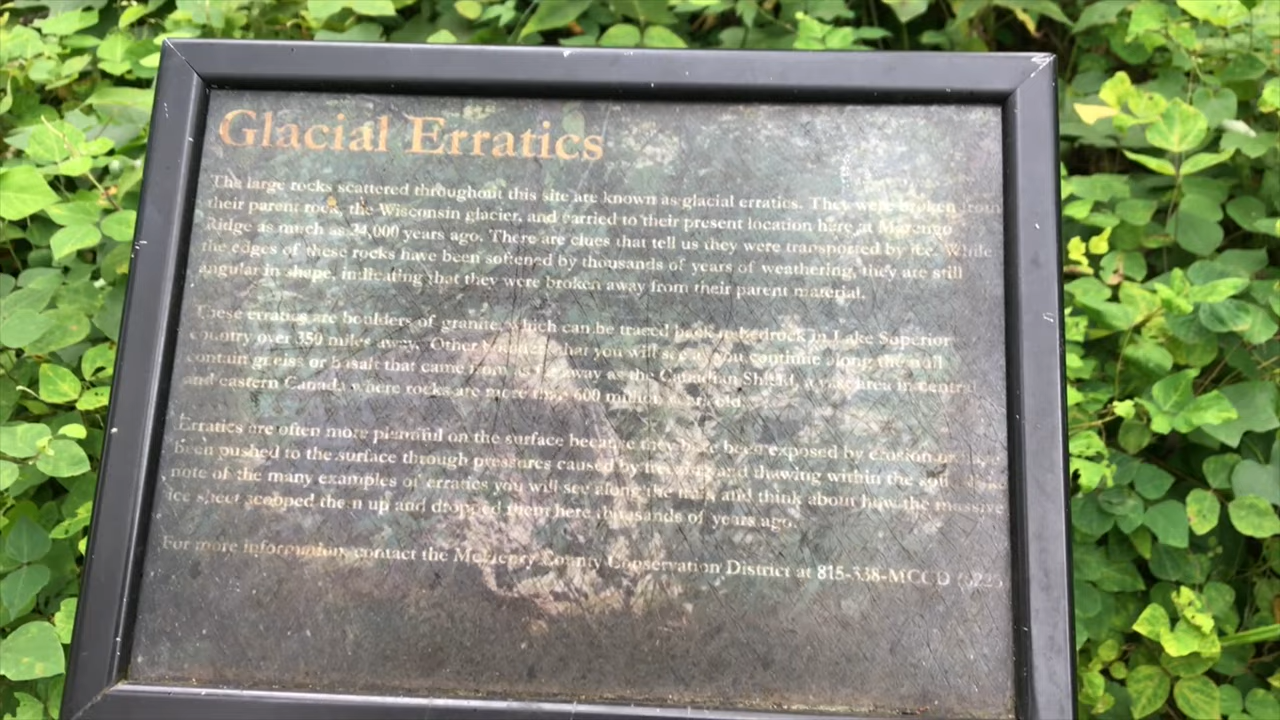 Glacial Erratics
The large rocks scattered throughout this site are known as glacial erratics. They were broken from
their parent rock, the Wisconsin glacier, and carried to their present location here at Marengo
Ridge as much as 24,000 years ago. There are clues that tell us they were transported by ice. While
the edges of these rocks have been softened by thousands of years of weathering, they are still
angular in shape, indicating that they were broken away from their parent material.
These erratics are boulders of granite, which can be traced back to bedrock in Lake Superior
country over 350 miles away. Other boulders that you will see as you continue along the trail
contain gneiss or basalt that came from as far away as the Canadian Shield, a vast area in central
and eastern Canada where rocks are more than 600 million years old.
Erratics are often more plentiful on the surface because they have been exposed by erosion or
been pushed to the surface through pressures caused by freezing and thawing within the soil.
note of the many examples of erratics you will see along the trail, and think about how the massive
ice sheet scooped them up and dropped them here thousands of years ago.
For more information, contact the McHenry County Conservation District at 815-338-MCCD (6223